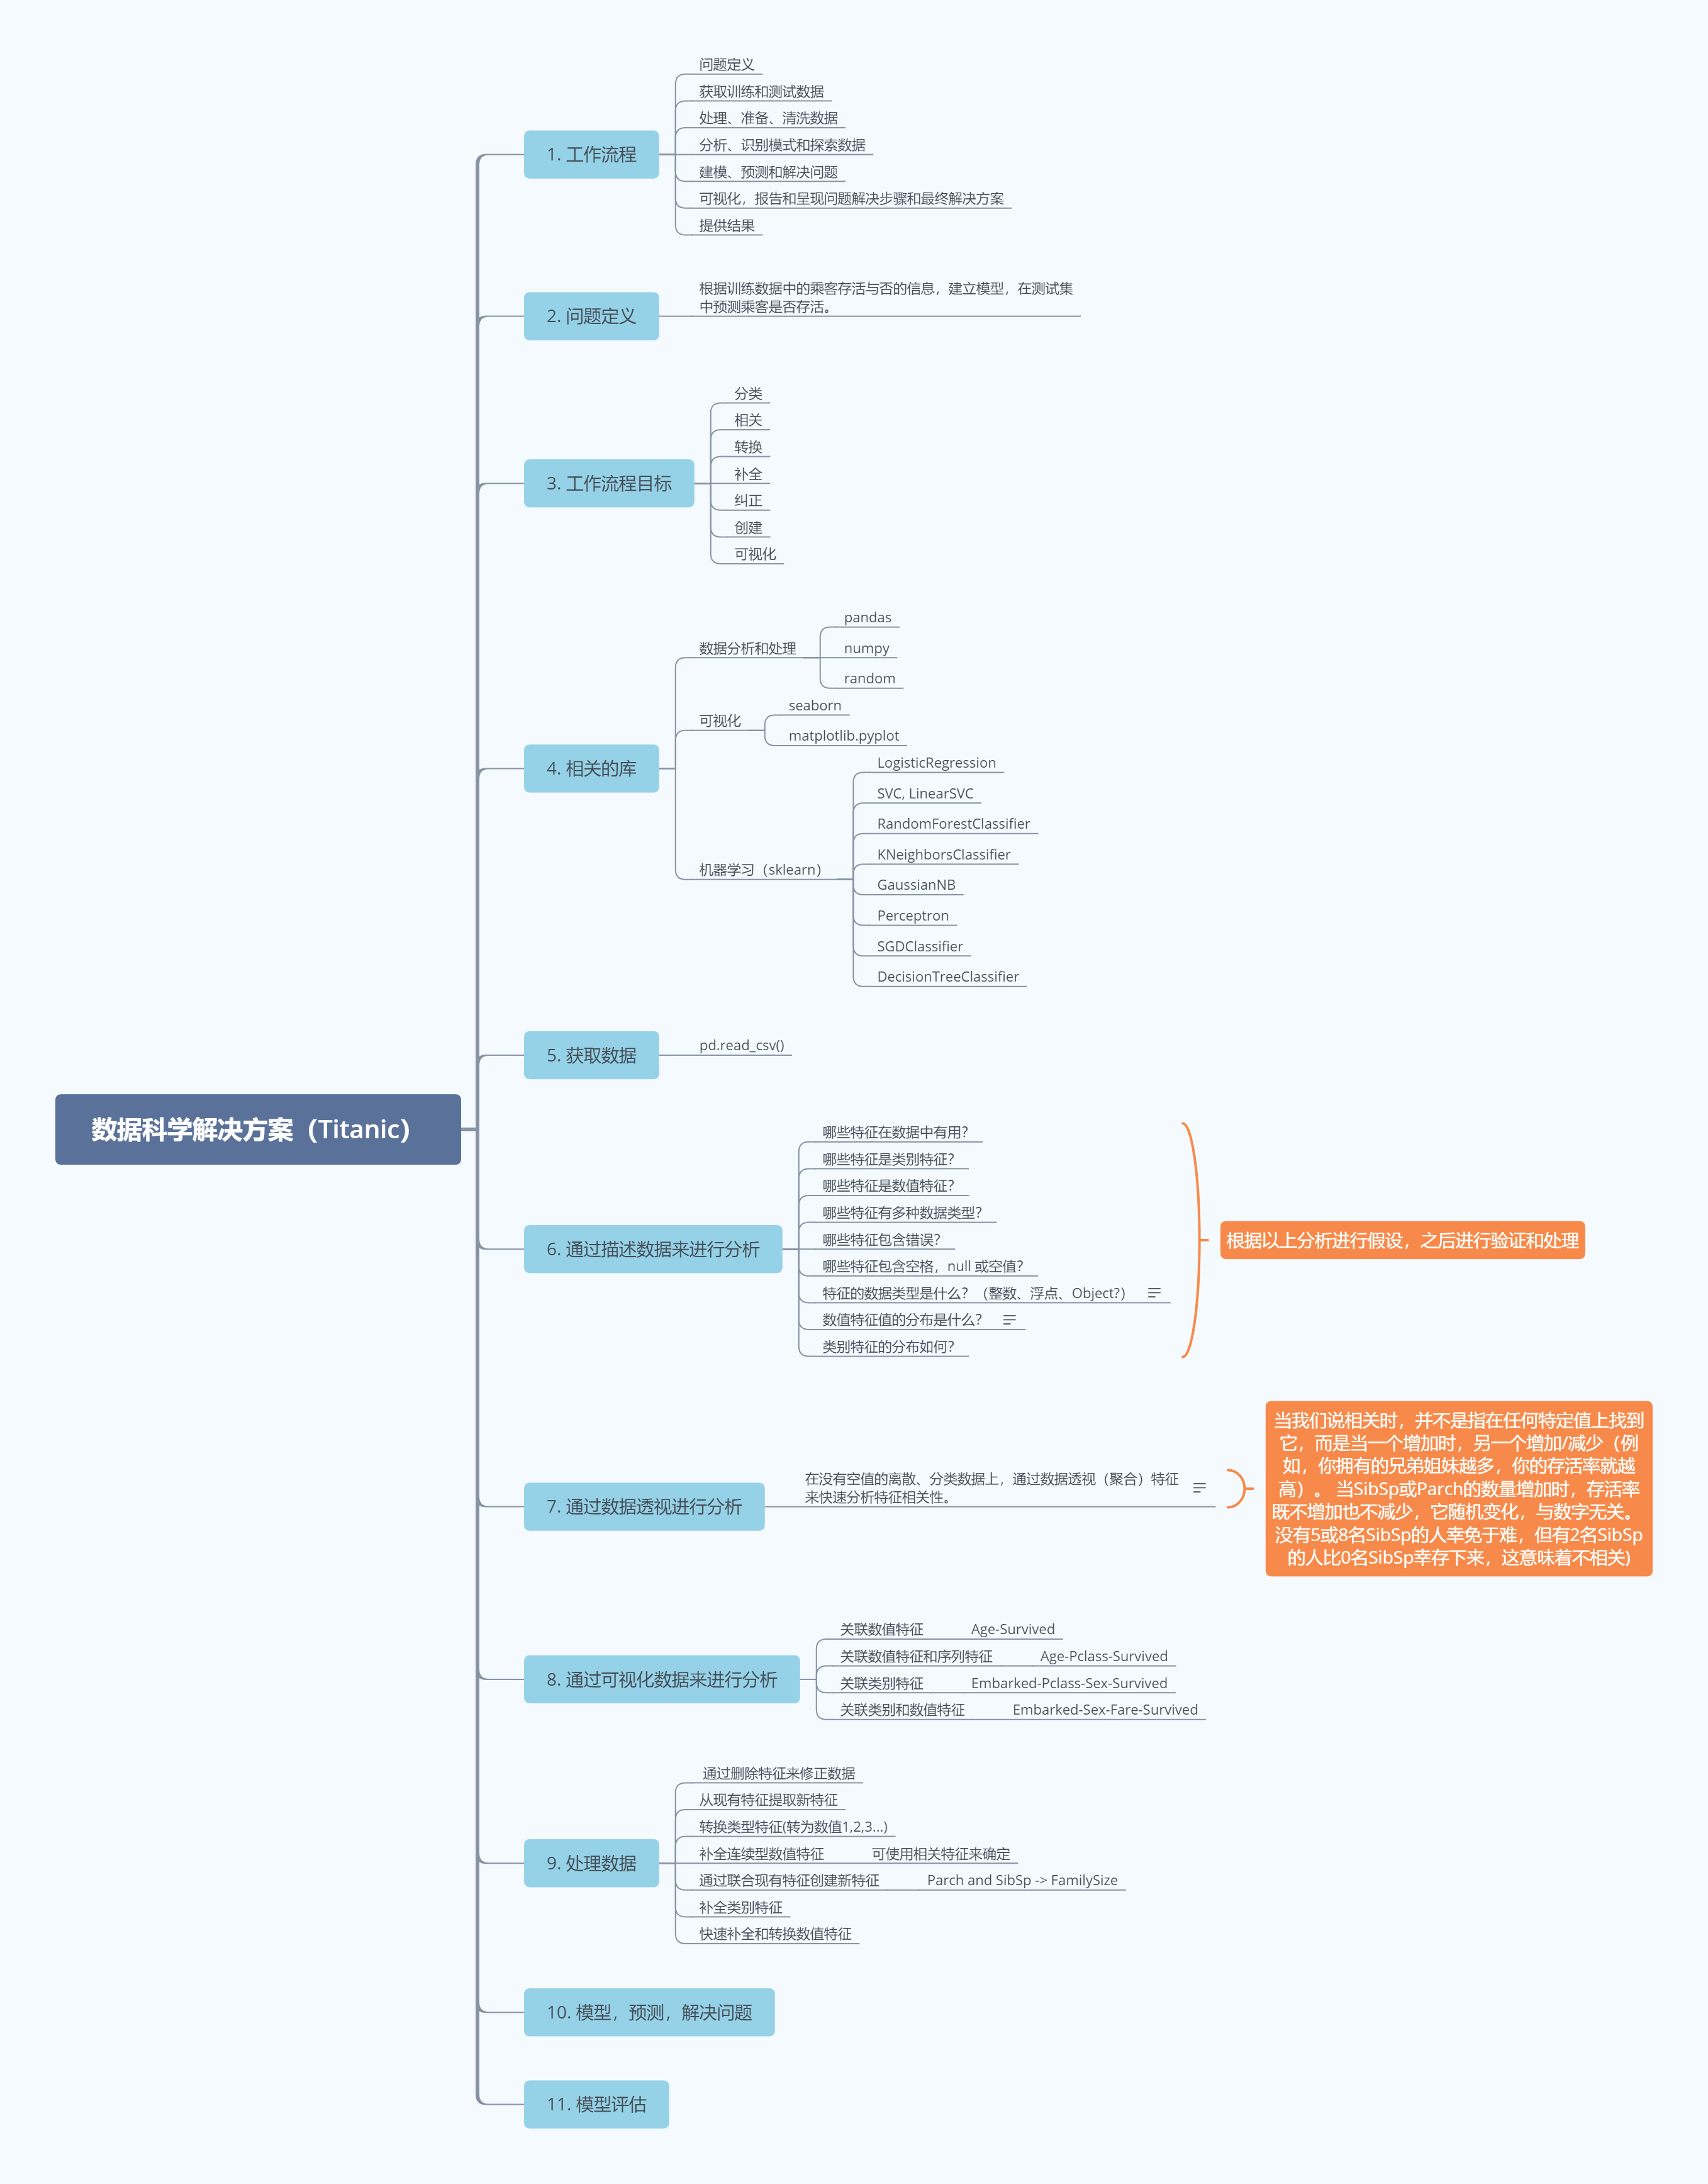 问题定义
获取训练和测试数据
处理、准备、清洗数据
1. 工作流程
分析、识别模式和探索数据
建模、预测和解决问题
可视化，报告和呈现问题解决步骤和最终解决方案
提供结果
2. 问题定义
根据训练数据中的乘客存活与否的信息，建立模型，在测试集
中预测乘客是否存活。
3. 工作流程目标
分类
相关
转换
补全
纠正
创建
可视化
4. 相关的库
数据分析和处理
pandas
numpy
random
可视化
seaborn
matplotlib.pyplot
机器学习（sklearn）
LogisticRegression
SVC, LinearSVC
RandomForestClassifier
KNeighborsClassifier
GaussianNB
Perceptron
SGDClassifier
DecisionTreeClassifier
5. 获取数据
pd.read_csv()
数据科学解决方案（Titanic）
6. 通过描述数据来进行分析
哪些特征在数据中有用？
哪些特征是类别特征？
哪些特征是数值特征？
哪些特征有多种数据类型？
哪些特征包含错误？
哪些特征包含空格，null 或空值？
特征的数据类型是什么？（整数、浮点、Object?）
数值特征值的分布是什么？
类别特征的分布如何？
根据以上分析进行假设，之后进行验证和处理
7. 通过数据透视进行分析
在没有空值的离散、分类数据上，通过数据透视（聚合）特征
来快速分析特征相关性。
当我们说相关时，并不是指在任何特定值上找到
它，而是当一个增加时，另一个增加/减少（例
如，你拥有的兄弟姐妹越多，你的存活率就越
高）。 当SibSp或Parch的数量增加时，存活率
既不增加也不减少，它随机变化，与数字无关。
没有5或8名SibSp的人幸免于难，但有2名SibSp
的人比0名SibSp幸存下来，这意味着不相关)
8. 通过可视化数据来进行分析
关联数值特征 Age-Survived
关联数值特征和序列特征 Age-Pclass-Survived
关联类别特征 Embarked-Pclass-Sex-Survived
关联类别和数值特征 Embarked-Sex-Fare-Survived
9. 处理数据
通过删除特征来修正数据
从现有特征提取新特征
转换类型特征(转为数值1,2,3...)
补全连续型数值特征 可使用相关特征来确定
通过联合现有特征创建新特征 Parch and SibSp -> FamilySize
补全类别特征
快速补全和转换数值特征
10. 模型，预测，解决问题
11. 模型评估